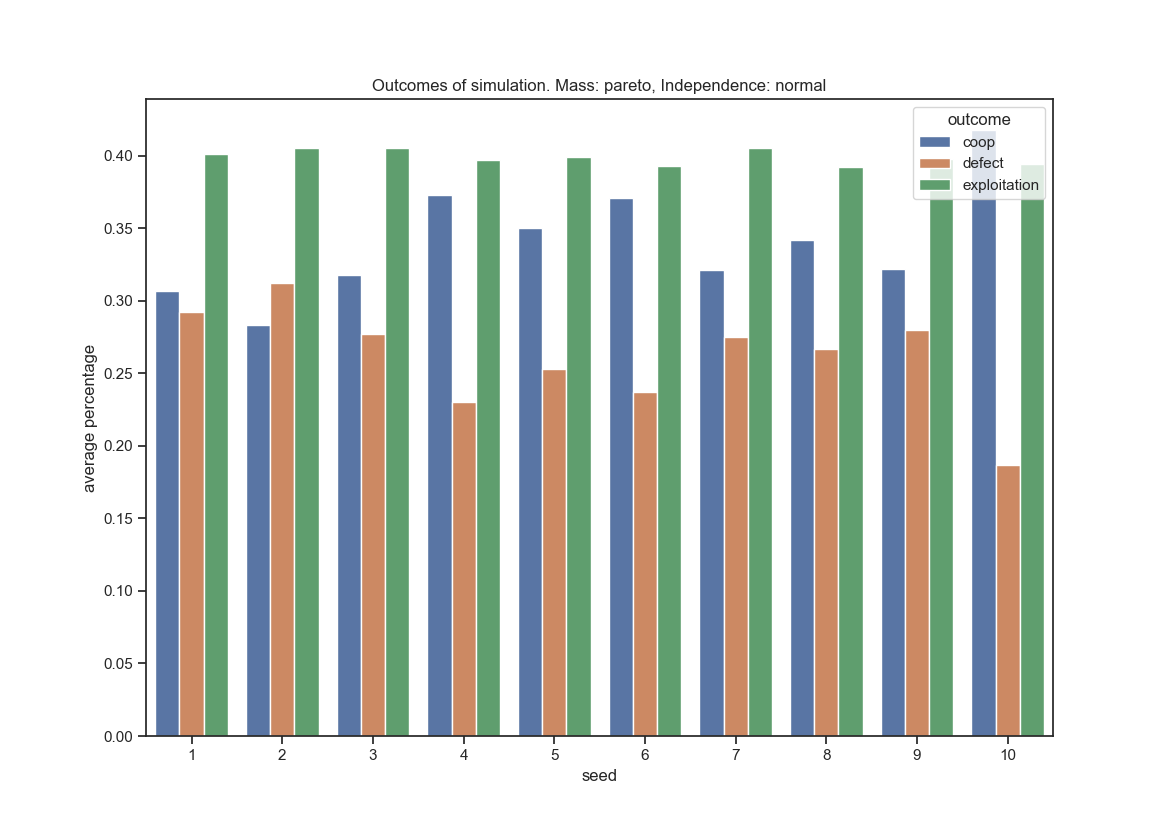 Outcomes of simulation. Mass: pareto, Independence: normal
outcome
coop
defect
exploitation
average percentage
0.40
0.35
0.30
0.25
0.20
0.15
0.10
0.05
0.00
1 2 3 4 5 6 7 8 9 10
seed